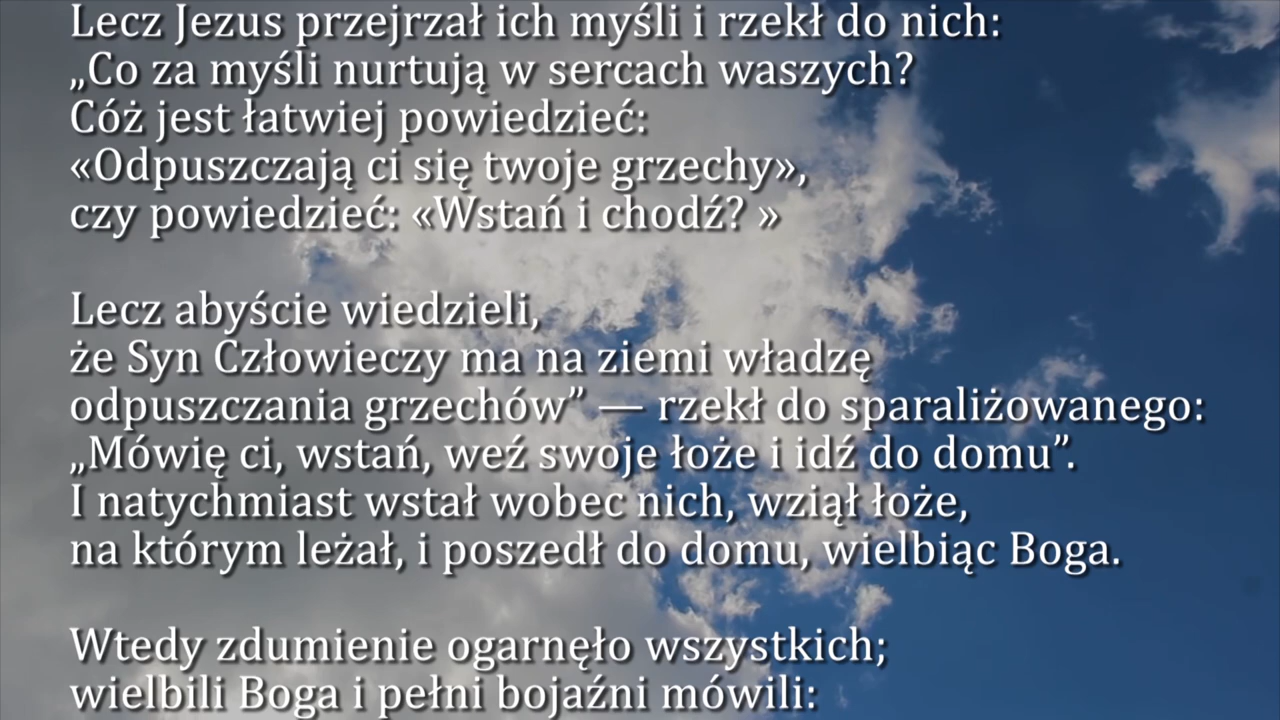 Lecz Jezus przejrzał ich myśli i rzekł do nich:
„Co za myśli nurtują w sercach waszych?
Cóż jest łatwiej powiedzieć:
«Odpuszczają ci się twoje grzechy»,
czy powiedzieć: «Wstań i chodź? »
Lecz abyście wiedzieli,
że Syn Człowieczy ma na ziemi władzę
odpuszczania grzechów” — rzekł do sparaliżowanego:
„Mówię ci, wstań, weź swoje łoże i idź do domu”.
I natychmiast wstał wobec nich, wziął łoże,
na którym leżał, i poszedł do domu, wielbiąc Boga.
Wtedy zdumienie ogarnęło wszystkich;
wielbili Boga i pełni bojaźni mówili: